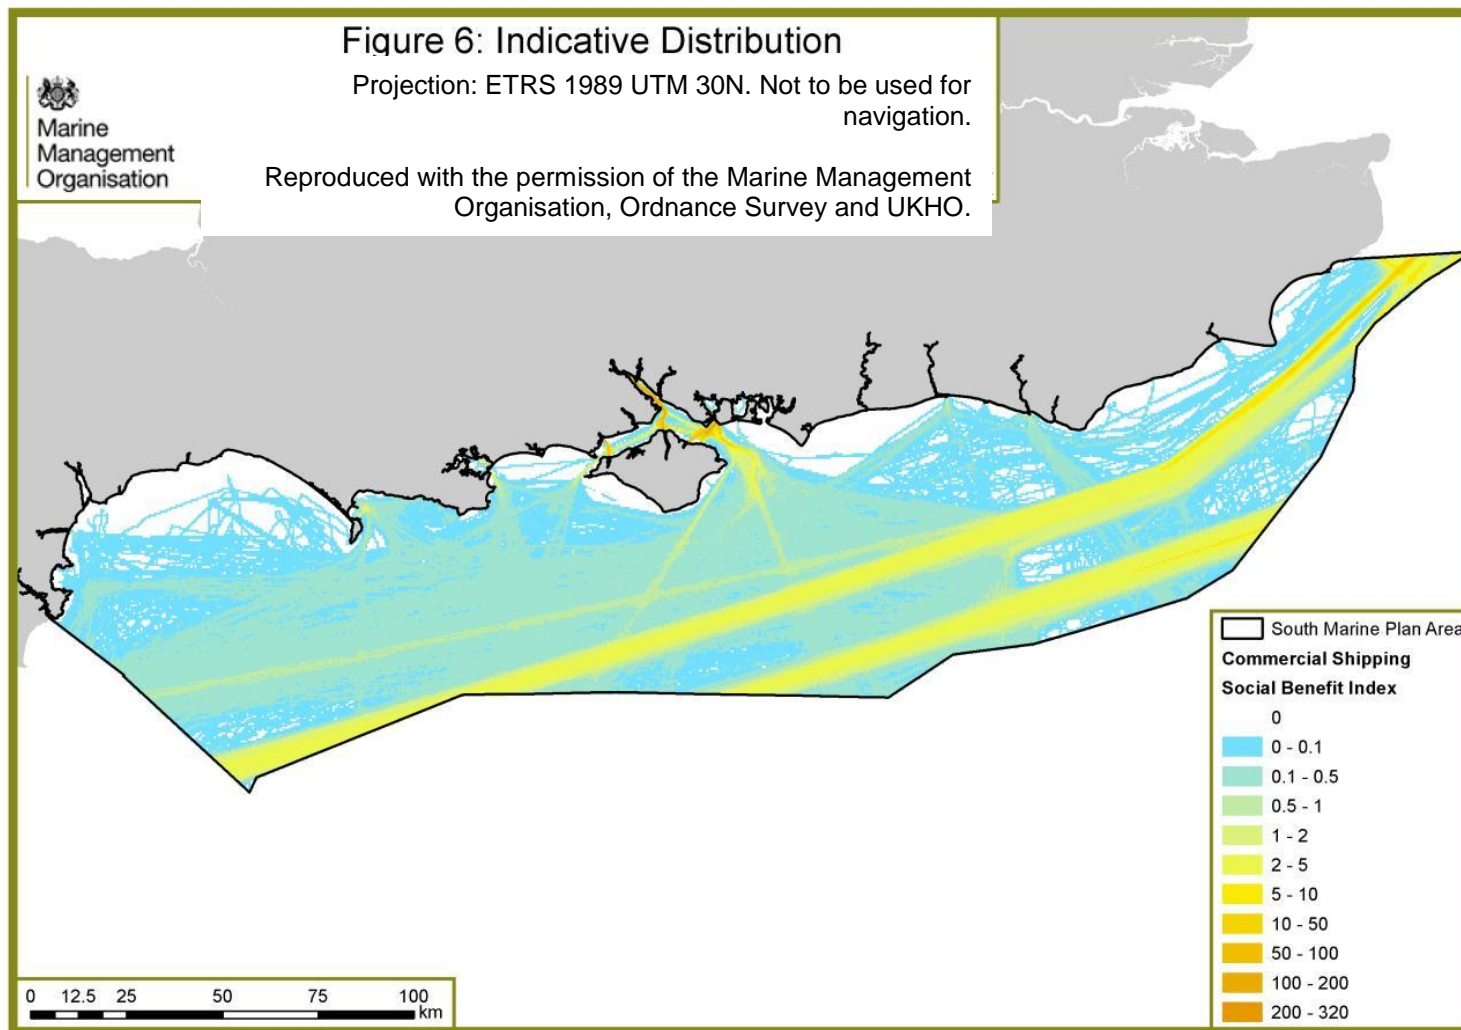 Figure 6: Indicative Distribution
Projection: ETRS 1989 UTM 30N. Not to be used for
navigation.
Reproduced with the permission of the Marine Management
Organisation, Ordnance Survey and UKHO.
Marine
Management
Organisation
South Marine Plan Area
Commercial Shipping
Social Benefit Index
0
0 - 0.1
0.1 - 0.5
0.5 - 1
1 - 2
2 - 5
5 - 10
10 - 50
50 - 100
100 - 200
200 - 320
0 12.5 25 50 75 100
km